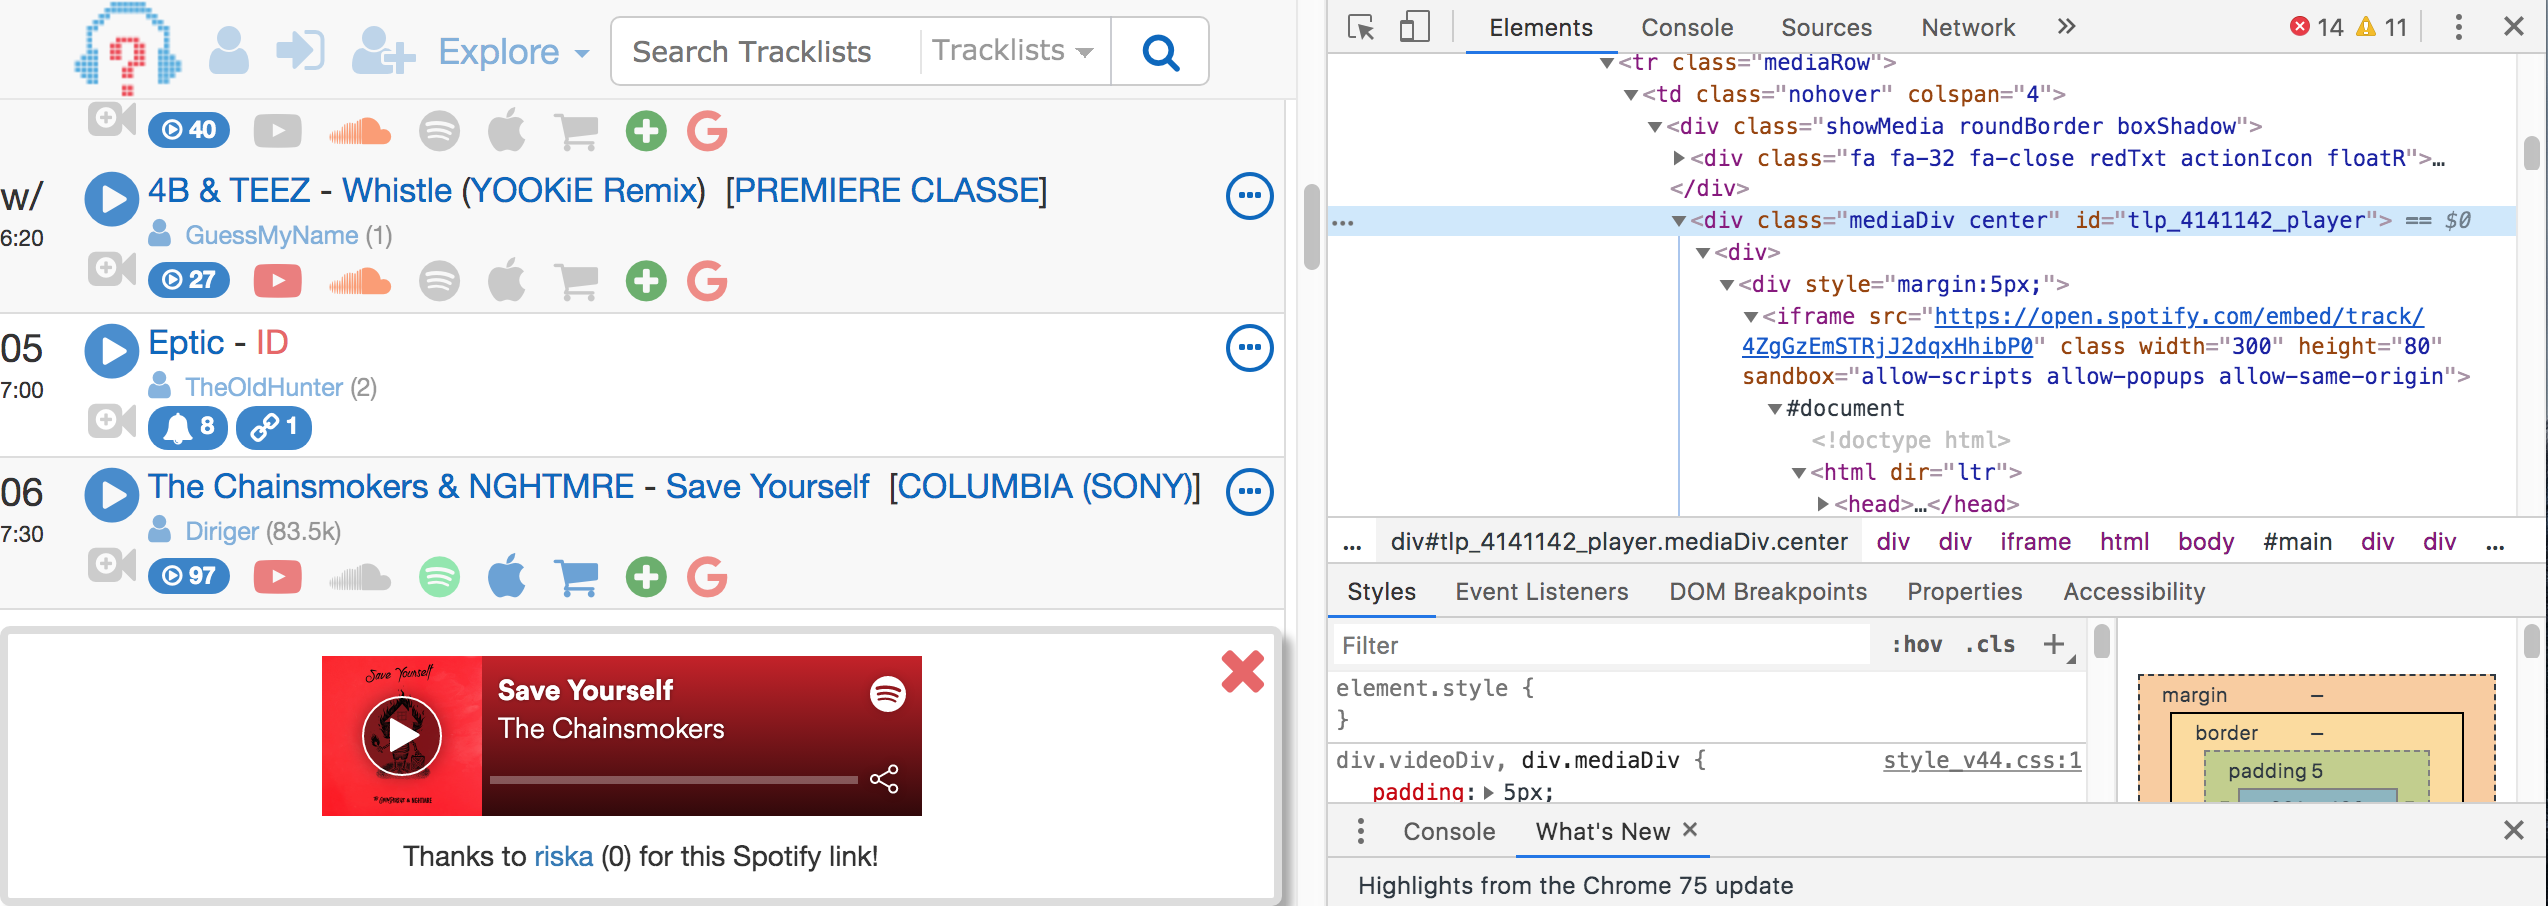 Explore
Search Tracklists
Tracklists
40
w/
4B & TEEZ - Whistle (YOOKiE Remix) [PREMIERE CLASSE]
6:20
GuessMyName (1)
27
05
Eptic - ID
7:00
TheOldHunter (2)
8
1
06
The Chainsmokers & NGHTMRE - Save Yourself [COLUMBIA (SONY)]
7:30
Diriger (83.5k)
97
Save Yourself
Save Yourself
The Chainsmokers
Thanks to riska (0) for this Spotify link!
Elements Console Sources Network » 14 11
<tr class="mediaRow">
<td class="nohover" colspan="4">
<div class="showMedia roundBorder boxShadow">
<div class="fa fa-32 fa-close redTxt actionIcon floatR">…
</div>
… <div class="mediaDiv center" id="tlp_4141142_player"> == $0
<div>
<div style="margin:5px;">
<iframe src="https://open.spotify.com/embed/track/
4ZgGzEmSTRjJ2dqxHhibP0" class width="300" height="80"
sandbox="allow-scripts allow-popups allow-same-origin">
#document
<!doctype html>
<html dir="ltr">
<head>…</head>
… div#tlp_4141142_player.mediaDiv.center div div iframe html body #main div div …
Styles Event Listeners DOM Breakpoints Properties Accessibility
Filter :hov .cls +
element.style {
}
div.videoDiv, div.mediaDiv { style_v44.css:1
padding: 5px;
margin –
border –
padding 5
Console What's New
Highlights from the Chrome 75 update